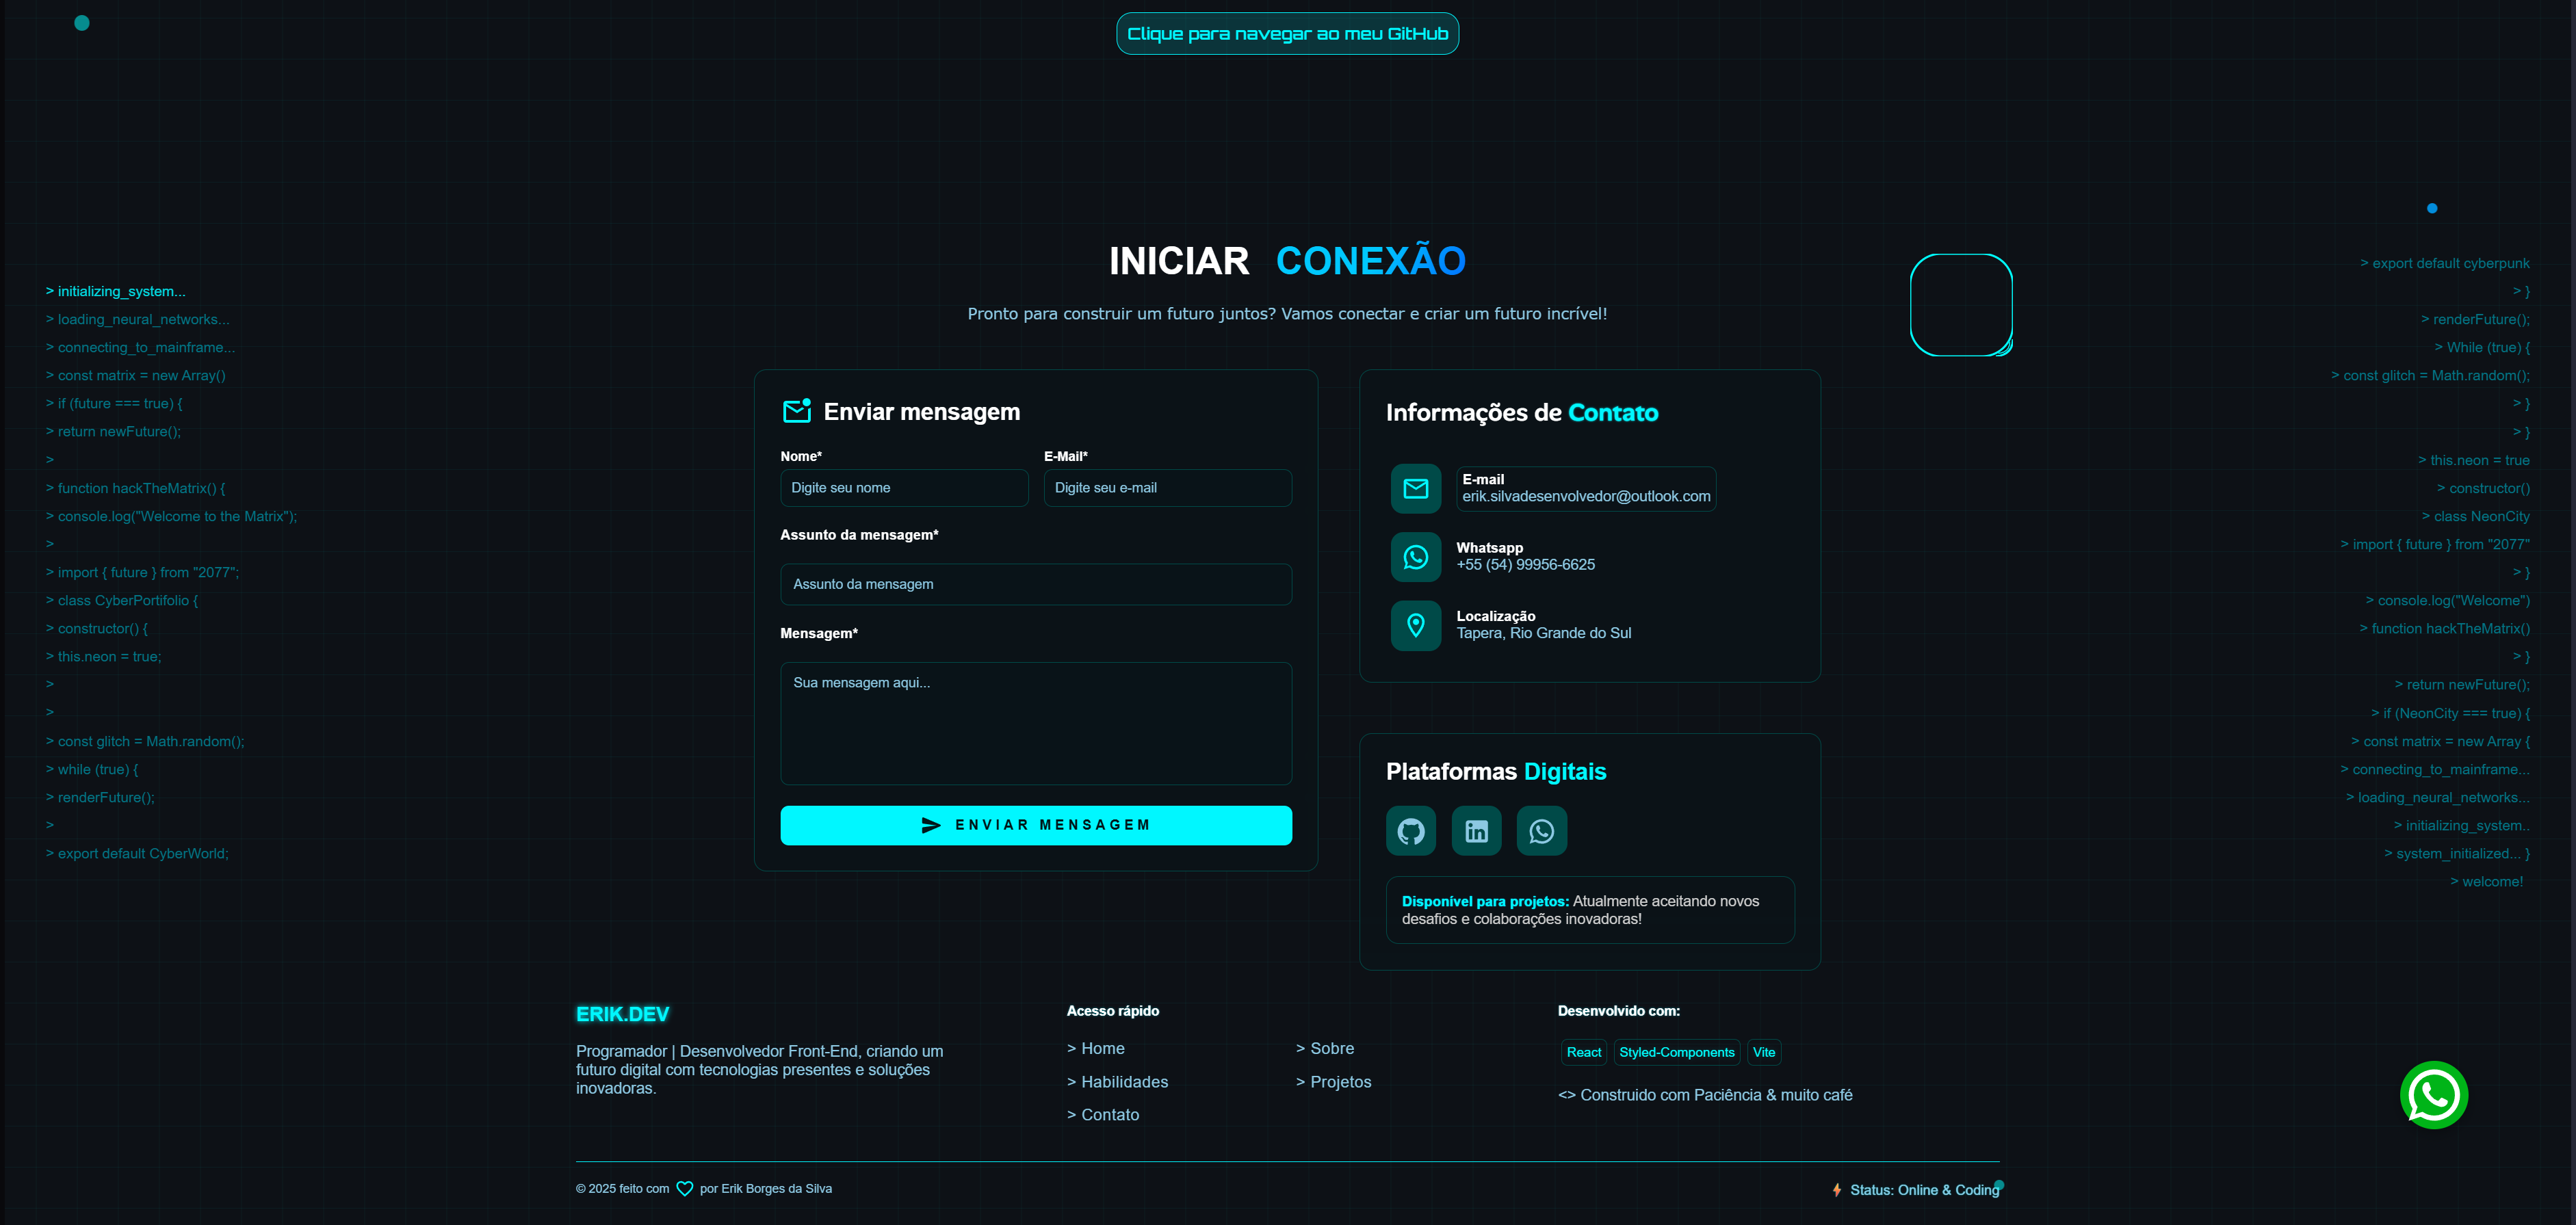 Clique para navegar ao meu GitHub
INICIAR CONEXÃO
Pronto para construir um futuro juntos? Vamos conectar e criar um futuro incrível!
> initializing_system...
> loading_neural_networks...
> connecting_to_mainframe...
> const matrix = new Array()
> if (future === true) {
> return newFuture();
>
> function hackTheMatrix() {
> console.log("Welcome to the Matrix");
>
> import { future } from "2077";
> class CyberPortifolio {
> constructor() {
> this.neon = true;
>
>
> const glitch = Math.random();
> while (true) {
> renderFuture();
>
> export default CyberWorld;
Enviar mensagem
Nome*
E-Mail*
Digite seu nome
Digite seu e-mail
Assunto da mensagem*
Assunto da mensagem
Mensagem*
Sua mensagem aqui...
ENVIAR MENSAGEM
Informações de Contato
E-mail
erik.silvadesenvolvedor@outlook.com
Whatsapp
+55 (54) 99956-6625
Localização
Tapera, Rio Grande do Sul
Plataformas Digitais
Disponível para projetos: Atualmente aceitando novos
desafios e colaborações inovadoras!
> export default cyberpunk
> }
> renderFuture();
> While (true) {
> const glitch = Math.random();
> }
> }
> this.neon = true
> constructor()
> class NeonCity
> import { future } from "2077"
> }
> console.log("Welcome")
> function hackTheMatrix()
> }
> return newFuture();
> if (NeonCity === true) {
> const matrix = new Array {
> connecting_to_mainframe...
> loading_neural_networks...
> initializing_system..
> system_initialized... }
> welcome!
ERIK.DEV
Programador | Desenvolvedor Front-End, criando um
futuro digital com tecnologias presentes e soluções
inovadoras.
Acesso rápido
> Home
> Sobre
> Habilidades
> Projetos
> Contato
Desenvolvido com:
React
Styled-Components
Vite
<> Construido com Paciência & muito café
© 2025 feito com por Erik Borges da Silva
Status: Online & Coding